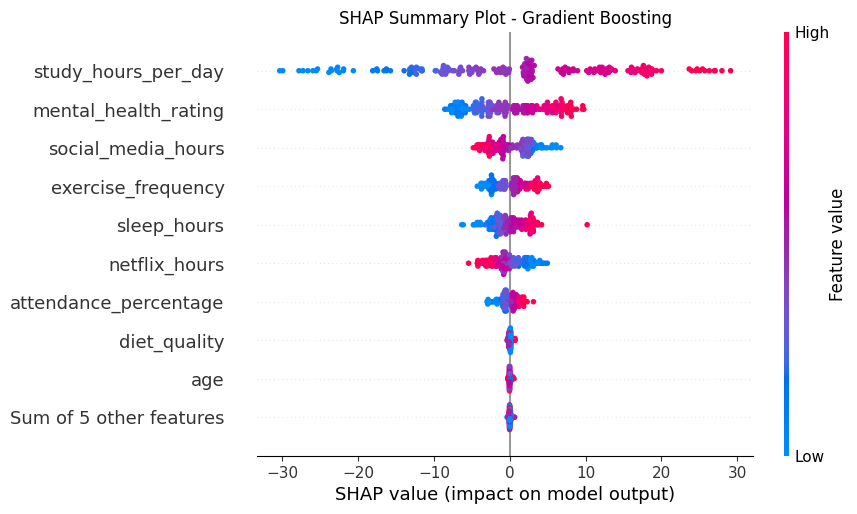 SHAP Summary Plot - Gradient Boosting
High
study_hours_per_day
mental_health_rating
social_media_hours
exercise_frequency
sleep_hours
netflix_hours
attendance_percentage
diet_quality
age
Sum of 5 other features
Feature value
Low
−30 −20 −10 0 10 20 30
SHAP value (impact on model output)